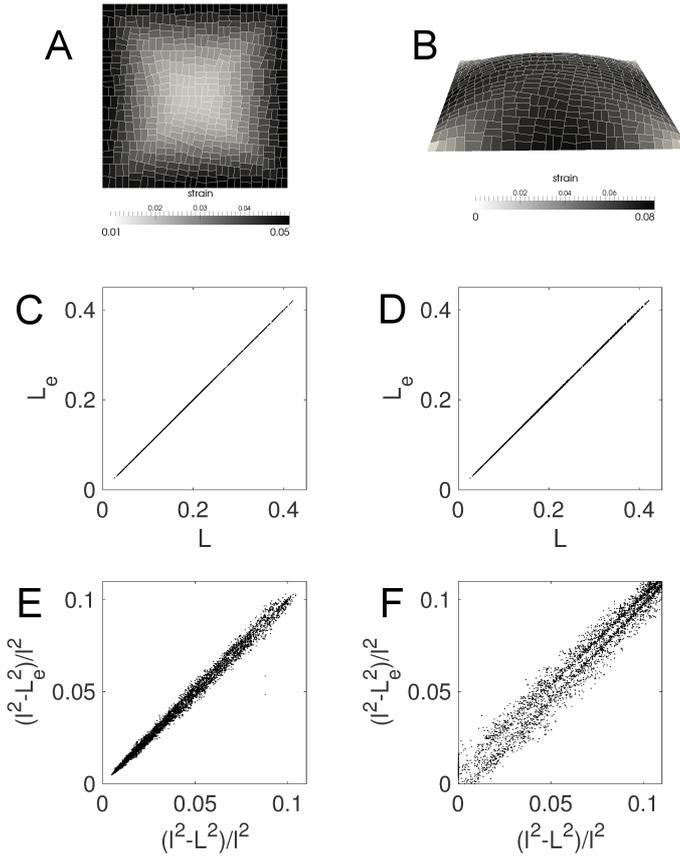 A
B
strain
0.02 0.03 0.04
0.01 0.05
strain
0.02 0.04 0.06
0 0.08
C
0.4
0.2
0
L_e
0 0.2 0.4
L
D
0.4
0.2
0
L_e
0 0.2 0.4
L
E
0.1
0.05
0
(l²-L_e²)/l²
0 0.05 0.1
(l²-L²)/l²
F
0.1
0.05
0
(l²-L_e²)/l²
0 0.05 0.1
(l²-L²)/l²